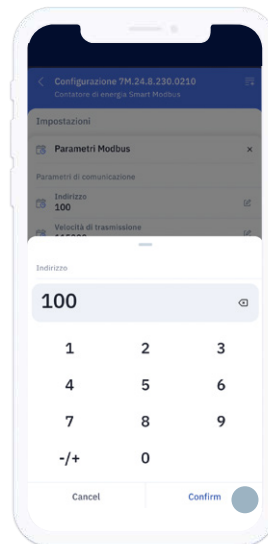 Configurazione 7M.24.8.230.0210
Contatore di energia Smart Modbus
Impostazioni
Parametri Modbus
Parametri di comunicazione
Indirizzo
100
Velocità di trasmissione
Indirizzo
100
1 2 3
4 5 6
7 8 9
-/+ 0
Cancel Confirm